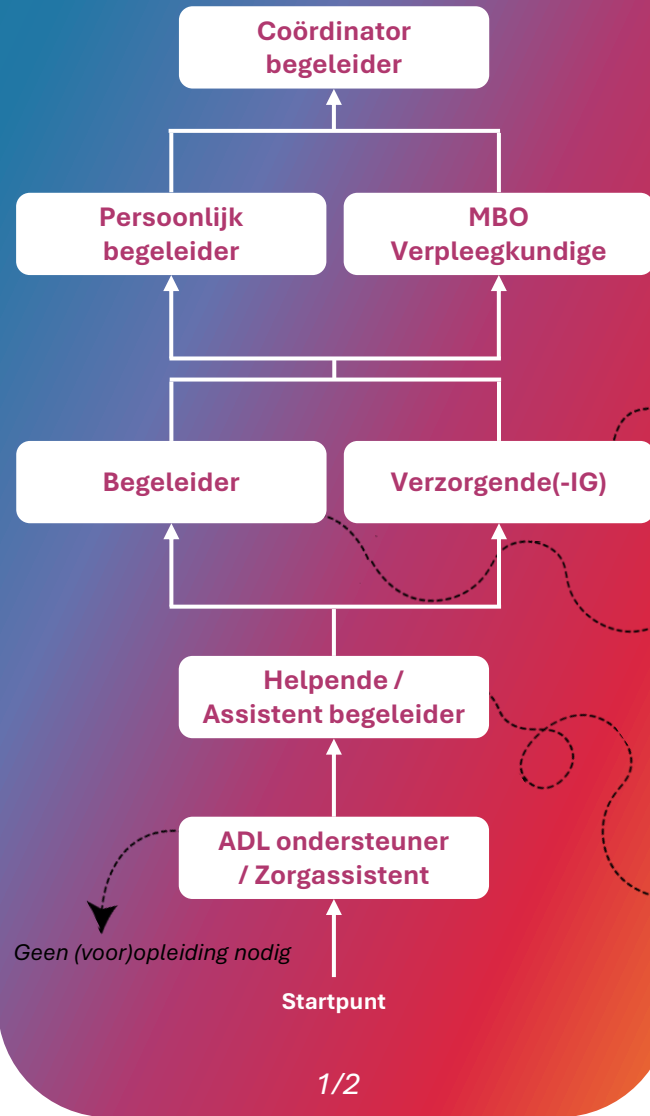 Coördinator
begeleider
Persoonlijk
begeleider
MBO
Verpleegkundige
Begeleider
Verzorgende(-IG)
Helpende /
Assistent begeleider
ADL ondersteuner
/ Zorgassistent
Geen (voor)opleiding nodig
Startpunt
1/2